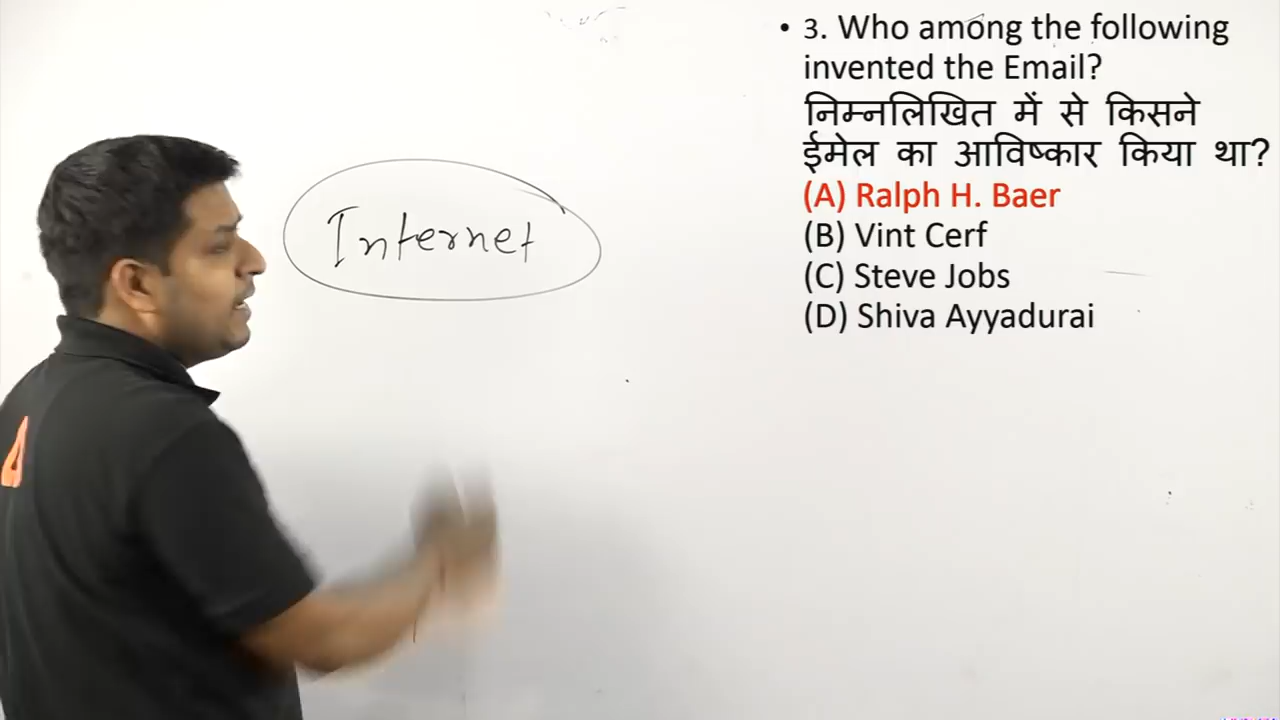 • 3. Who among the following
invented the Email?
निम्नलिखित में से किसने
ईमेल का आविष्कार किया था?
(A) Ralph H. Baer
(B) Vint Cerf
(C) Steve Jobs
(D) Shiva Ayyadurai
Internet